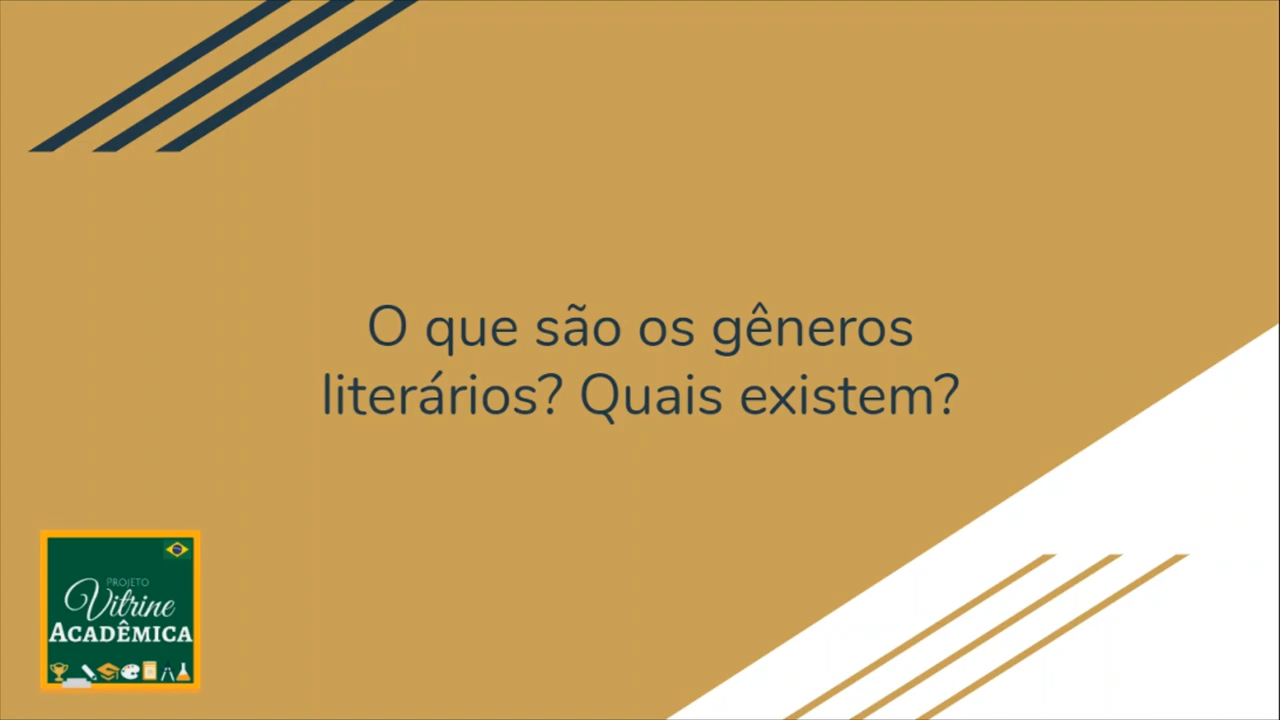 O que são os gêneros
literários? Quais existem?
PROJETO
Vitrine
ACADÊMICA